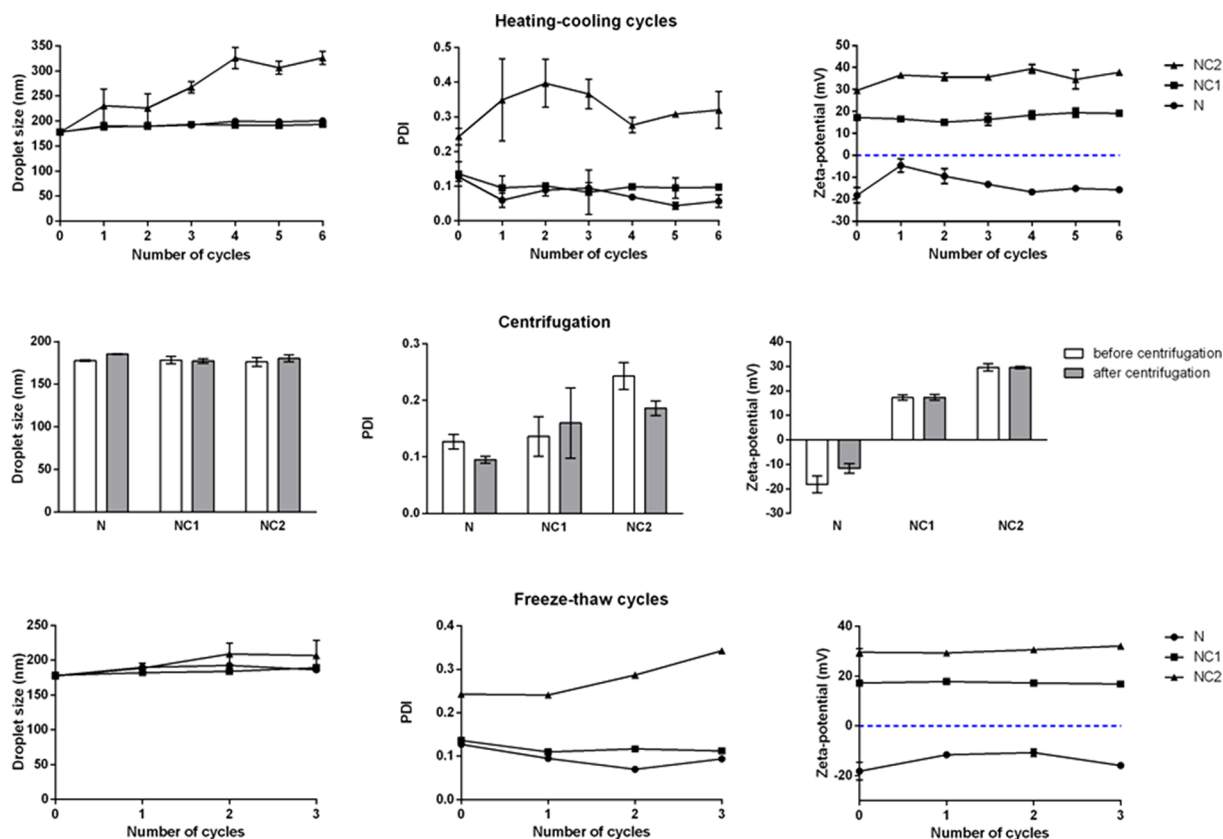 Heating-cooling cycles
Droplet size (nm)
350
300
250
200
150
100
50
0
0 1 2 3 4 5 6
Number of cycles
PDI
0.5
0.4
0.3
0.2
0.1
0.0
0 1 2 3 4 5 6
Number of cycles
Zeta-potential (mV)
50
40
30
20
10
0
-10
-20
-30
0 1 2 3 4 5 6
Number of cycles
NC2
NC1
N
Centrifugation
Droplet size (nm)
200
150
100
50
0
N NC1 NC2
PDI
0.3
0.2
0.1
0.0
N NC1 NC2
Zeta-potential (mV)
40
30
20
10
0
-10
-20
-30
N NC1 NC2
before centrifugation
after centrifugation
Freeze-thaw cycles
Droplet size (nm)
250
200
150
100
50
0
0 1 2 3
Number of cycles
PDI
0.4
0.3
0.2
0.1
0.0
0 1 2 3
Number of cycles
Zeta-potential (mV)
40
20
0
-20
0 1 2 3
Number of cycles
N
NC1
NC2